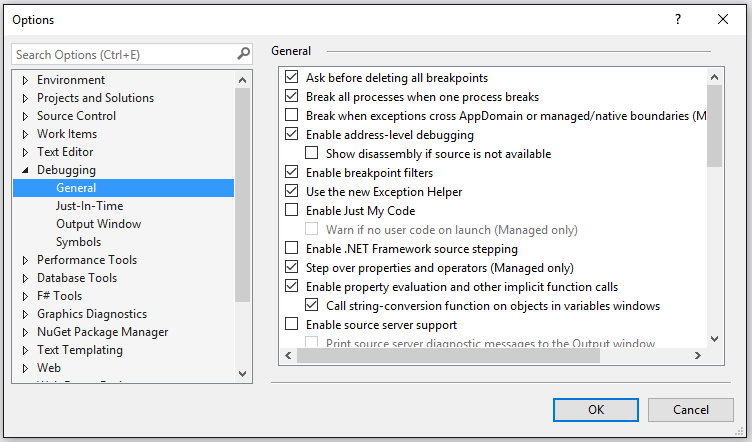 Options
?
Search Options (Ctrl+E)
Environment
Projects and Solutions
Source Control
Work Items
Text Editor
Debugging
General
Just-In-Time
Output Window
Symbols
Performance Tools
Database Tools
F# Tools
Graphics Diagnostics
NuGet Package Manager
Text Templating
Web
General
Ask before deleting all breakpoints
Break all processes when one process breaks
Break when exceptions cross AppDomain or managed/native boundaries (M
Enable address-level debugging
Show disassembly if source is not available
Enable breakpoint filters
Use the new Exception Helper
Enable Just My Code
Warn if no user code on launch (Managed only)
Enable .NET Framework source stepping
Step over properties and operators (Managed only)
Enable property evaluation and other implicit function calls
Call string-conversion function on objects in variables windows
Enable source server support
Print source server diagnostic messages to the Output window
OK
Cancel